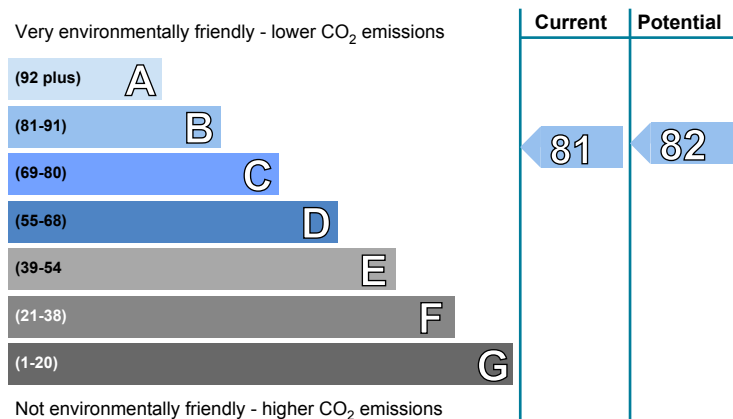 Very environmentally friendly - lower CO₂ emissions
Current
Potential
(92 plus) A
(81-91) B
(69-80) C
(55-68) D
(39-54 E
(21-38) F
(1-20) G
81
82
Not environmentally friendly - higher CO₂ emissions